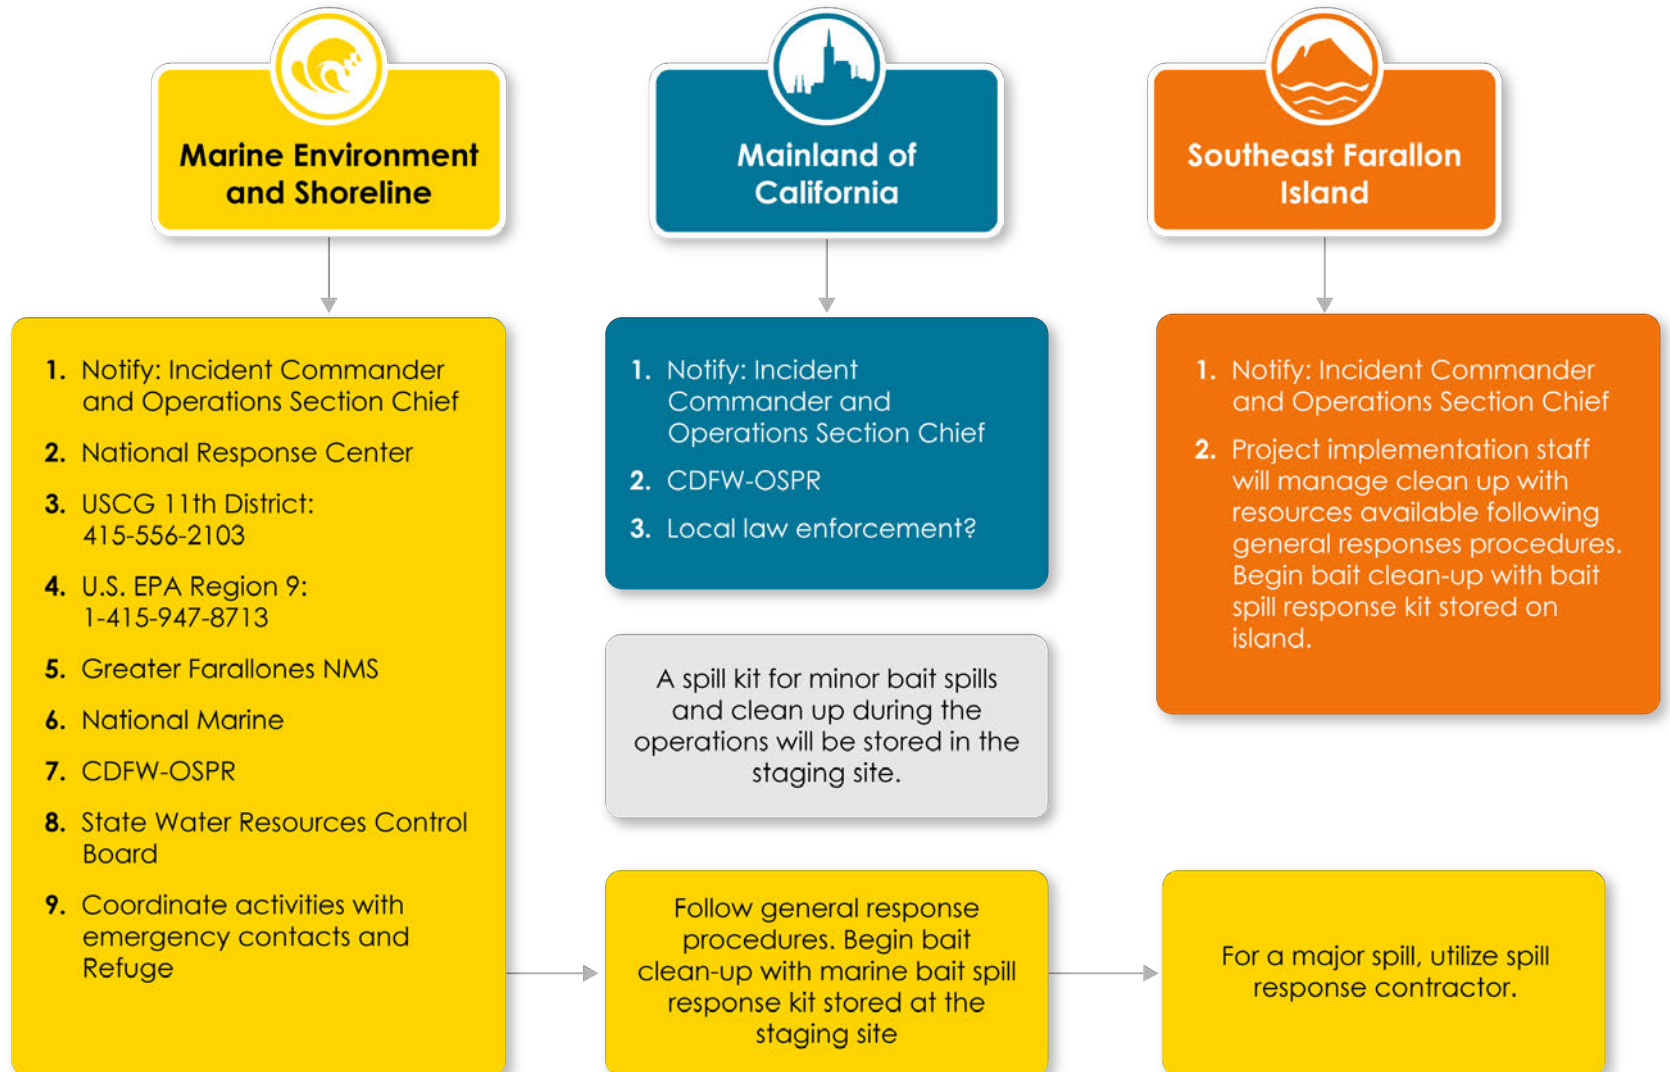 Marine Environment
and Shoreline
Mainland of
California
Southeast Farallon
Island
1. Notify: Incident Commander
and Operations Section Chief
2. National Response Center
3. USCG 11th District:
415-556-2103
4. U.S. EPA Region 9:
1-415-947-8713
5. Greater Farallones NMS
6. National Marine
7. CDFW-OSPR
8. State Water Resources Control
Board
9. Coordinate activities with
emergency contacts and
Refuge
1. Notify: Incident
Commander and
Operations Section Chief
2. CDFW-OSPR
3. Local law enforcement?
A spill kit for minor bait spills
and clean up during the
operations will be stored in the
staging site.
1. Notify: Incident Commander
and Operations Section Chief
2. Project implementation staff
will manage clean up with
resources available following
general responses procedures.
Begin bait clean-up with bait
spill response kit stored on
island.
Follow general response
procedures. Begin bait
clean-up with marine bait spill
response kit stored at the
staging site
For a major spill, utilize spill
response contractor.